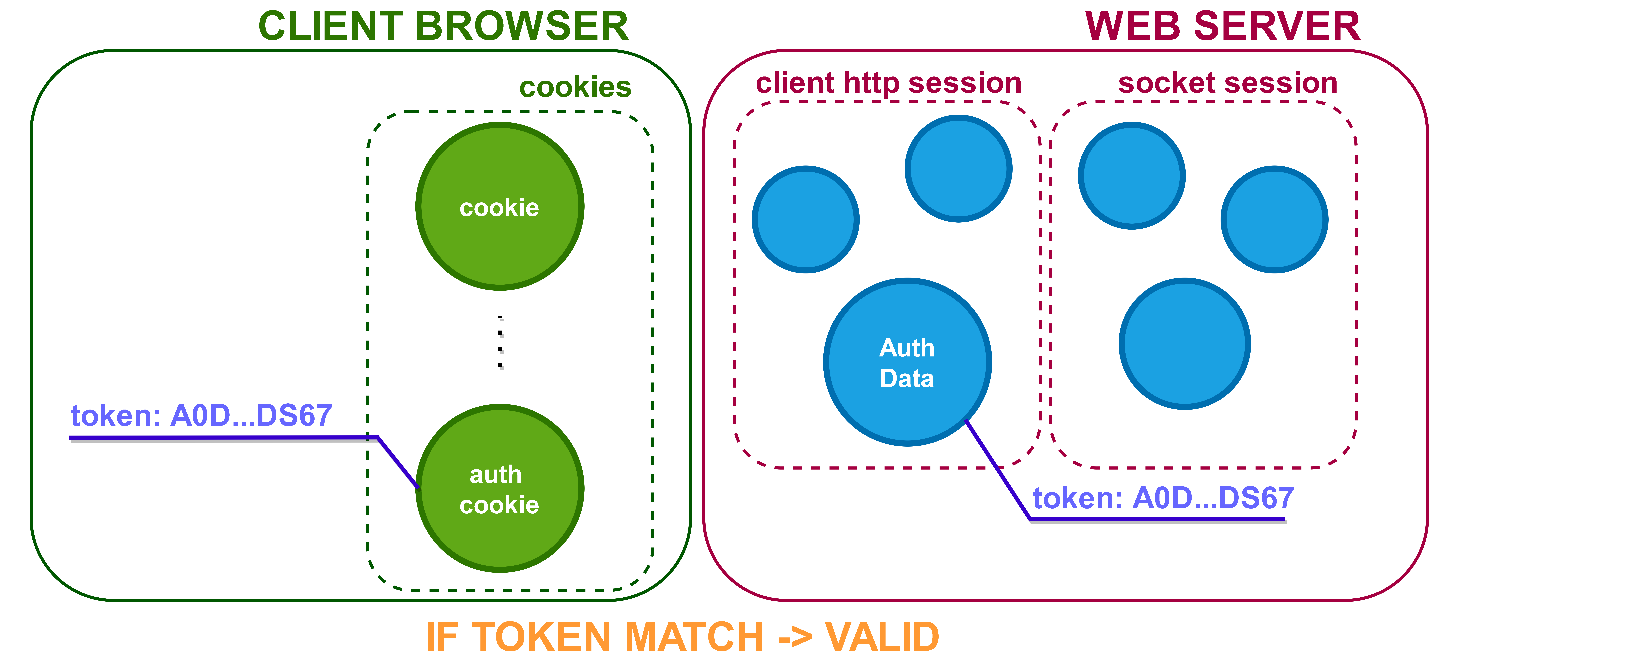 CLIENT BROWSER
cookies
cookie
token: A0D...DS67
auth
cookie
WEB SERVER
client http session
socket session
Auth
Data
token: A0D...DS67
IF TOKEN MATCH -> VALID